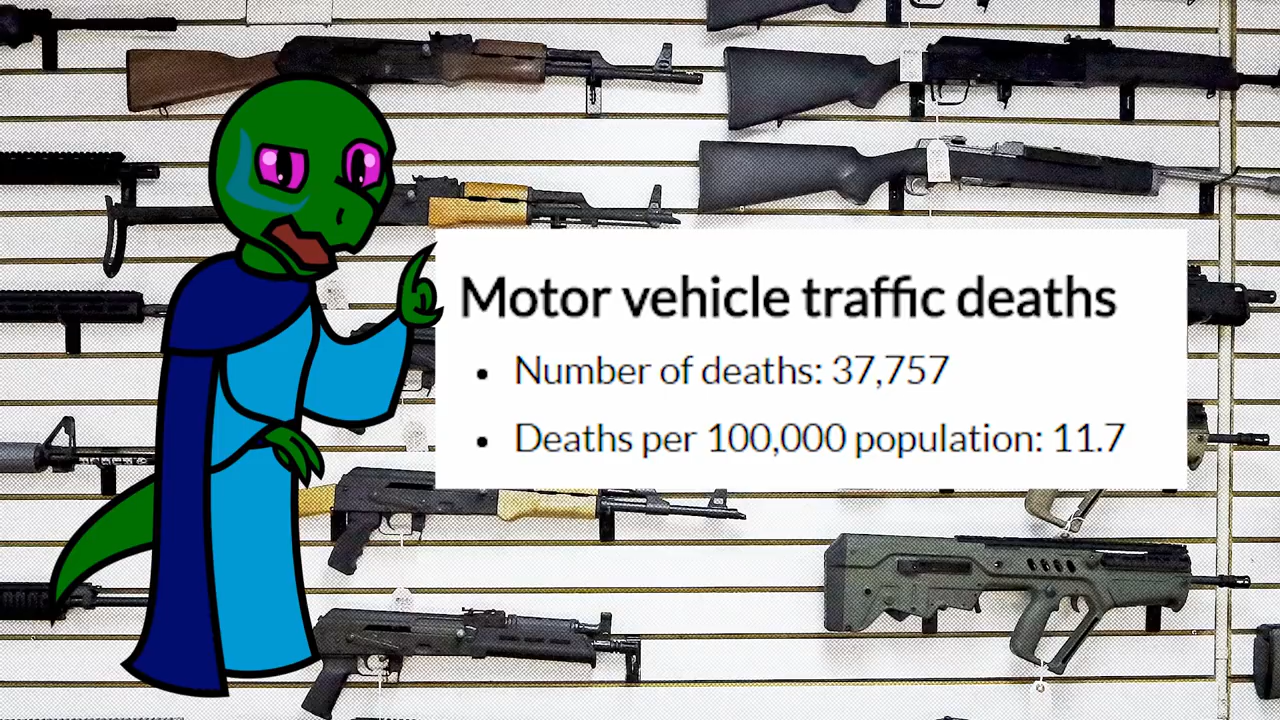 Motor vehicle traffic deaths
• Number of deaths: 37,757
• Deaths per 100,000 population: 11.7